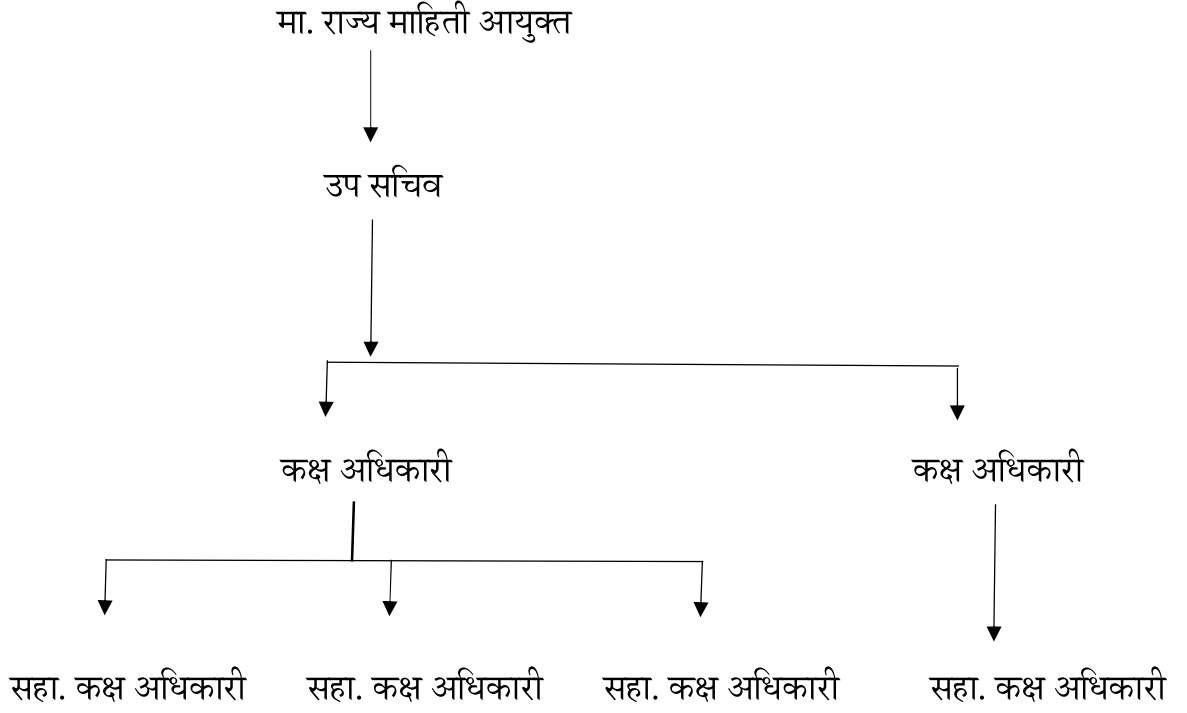 मा. राज्य माहिती आयुक्त
उप सचिव
कक्ष अधिकारी
कक्ष अधिकारी
सहा. कक्ष अधिकारी
सहा. कक्ष अधिकारी
सहा. कक्ष अधिकारी
सहा. कक्ष अधिकारी